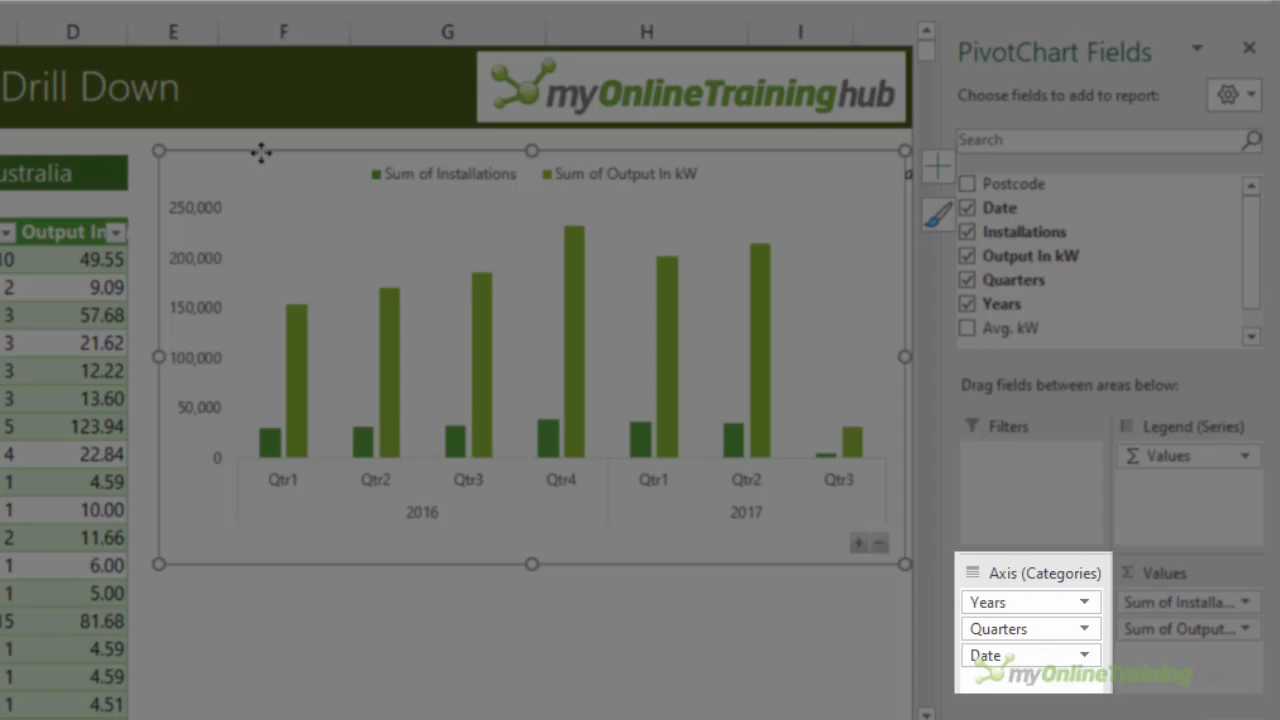 D E F G H I
Drill Down
myOnlineTraininghub
ustralia
Output In
10 49.55
2 9.09
3 57.68
3 21.62
3 12.22
3 13.60
5 123.94
4 22.84
1 4.59
1 10.00
2 11.66
1 6.00
1 5.00
15 81.68
1 4.59
1 4.59
1 4.51
Sum of Installations Sum of Output In kW
250,000
200,000
150,000
100,000
50,000
0
Qtr1 Qtr2 Qtr3 Qtr4 Qtr1 Qtr2 Qtr3
2016 2017
+ −
PivotChart Fields
Choose fields to add to report:
Search
Postcode
Date
Installations
Output In kW
Quarters
Years
Avg. kW
Drag fields between areas below:
Filters
Legend (Series)
Σ Values
Axis (Categories)
Years
Quarters
Date
Σ Values
Sum of Installa...
Sum of Output...
myOnlineTraining